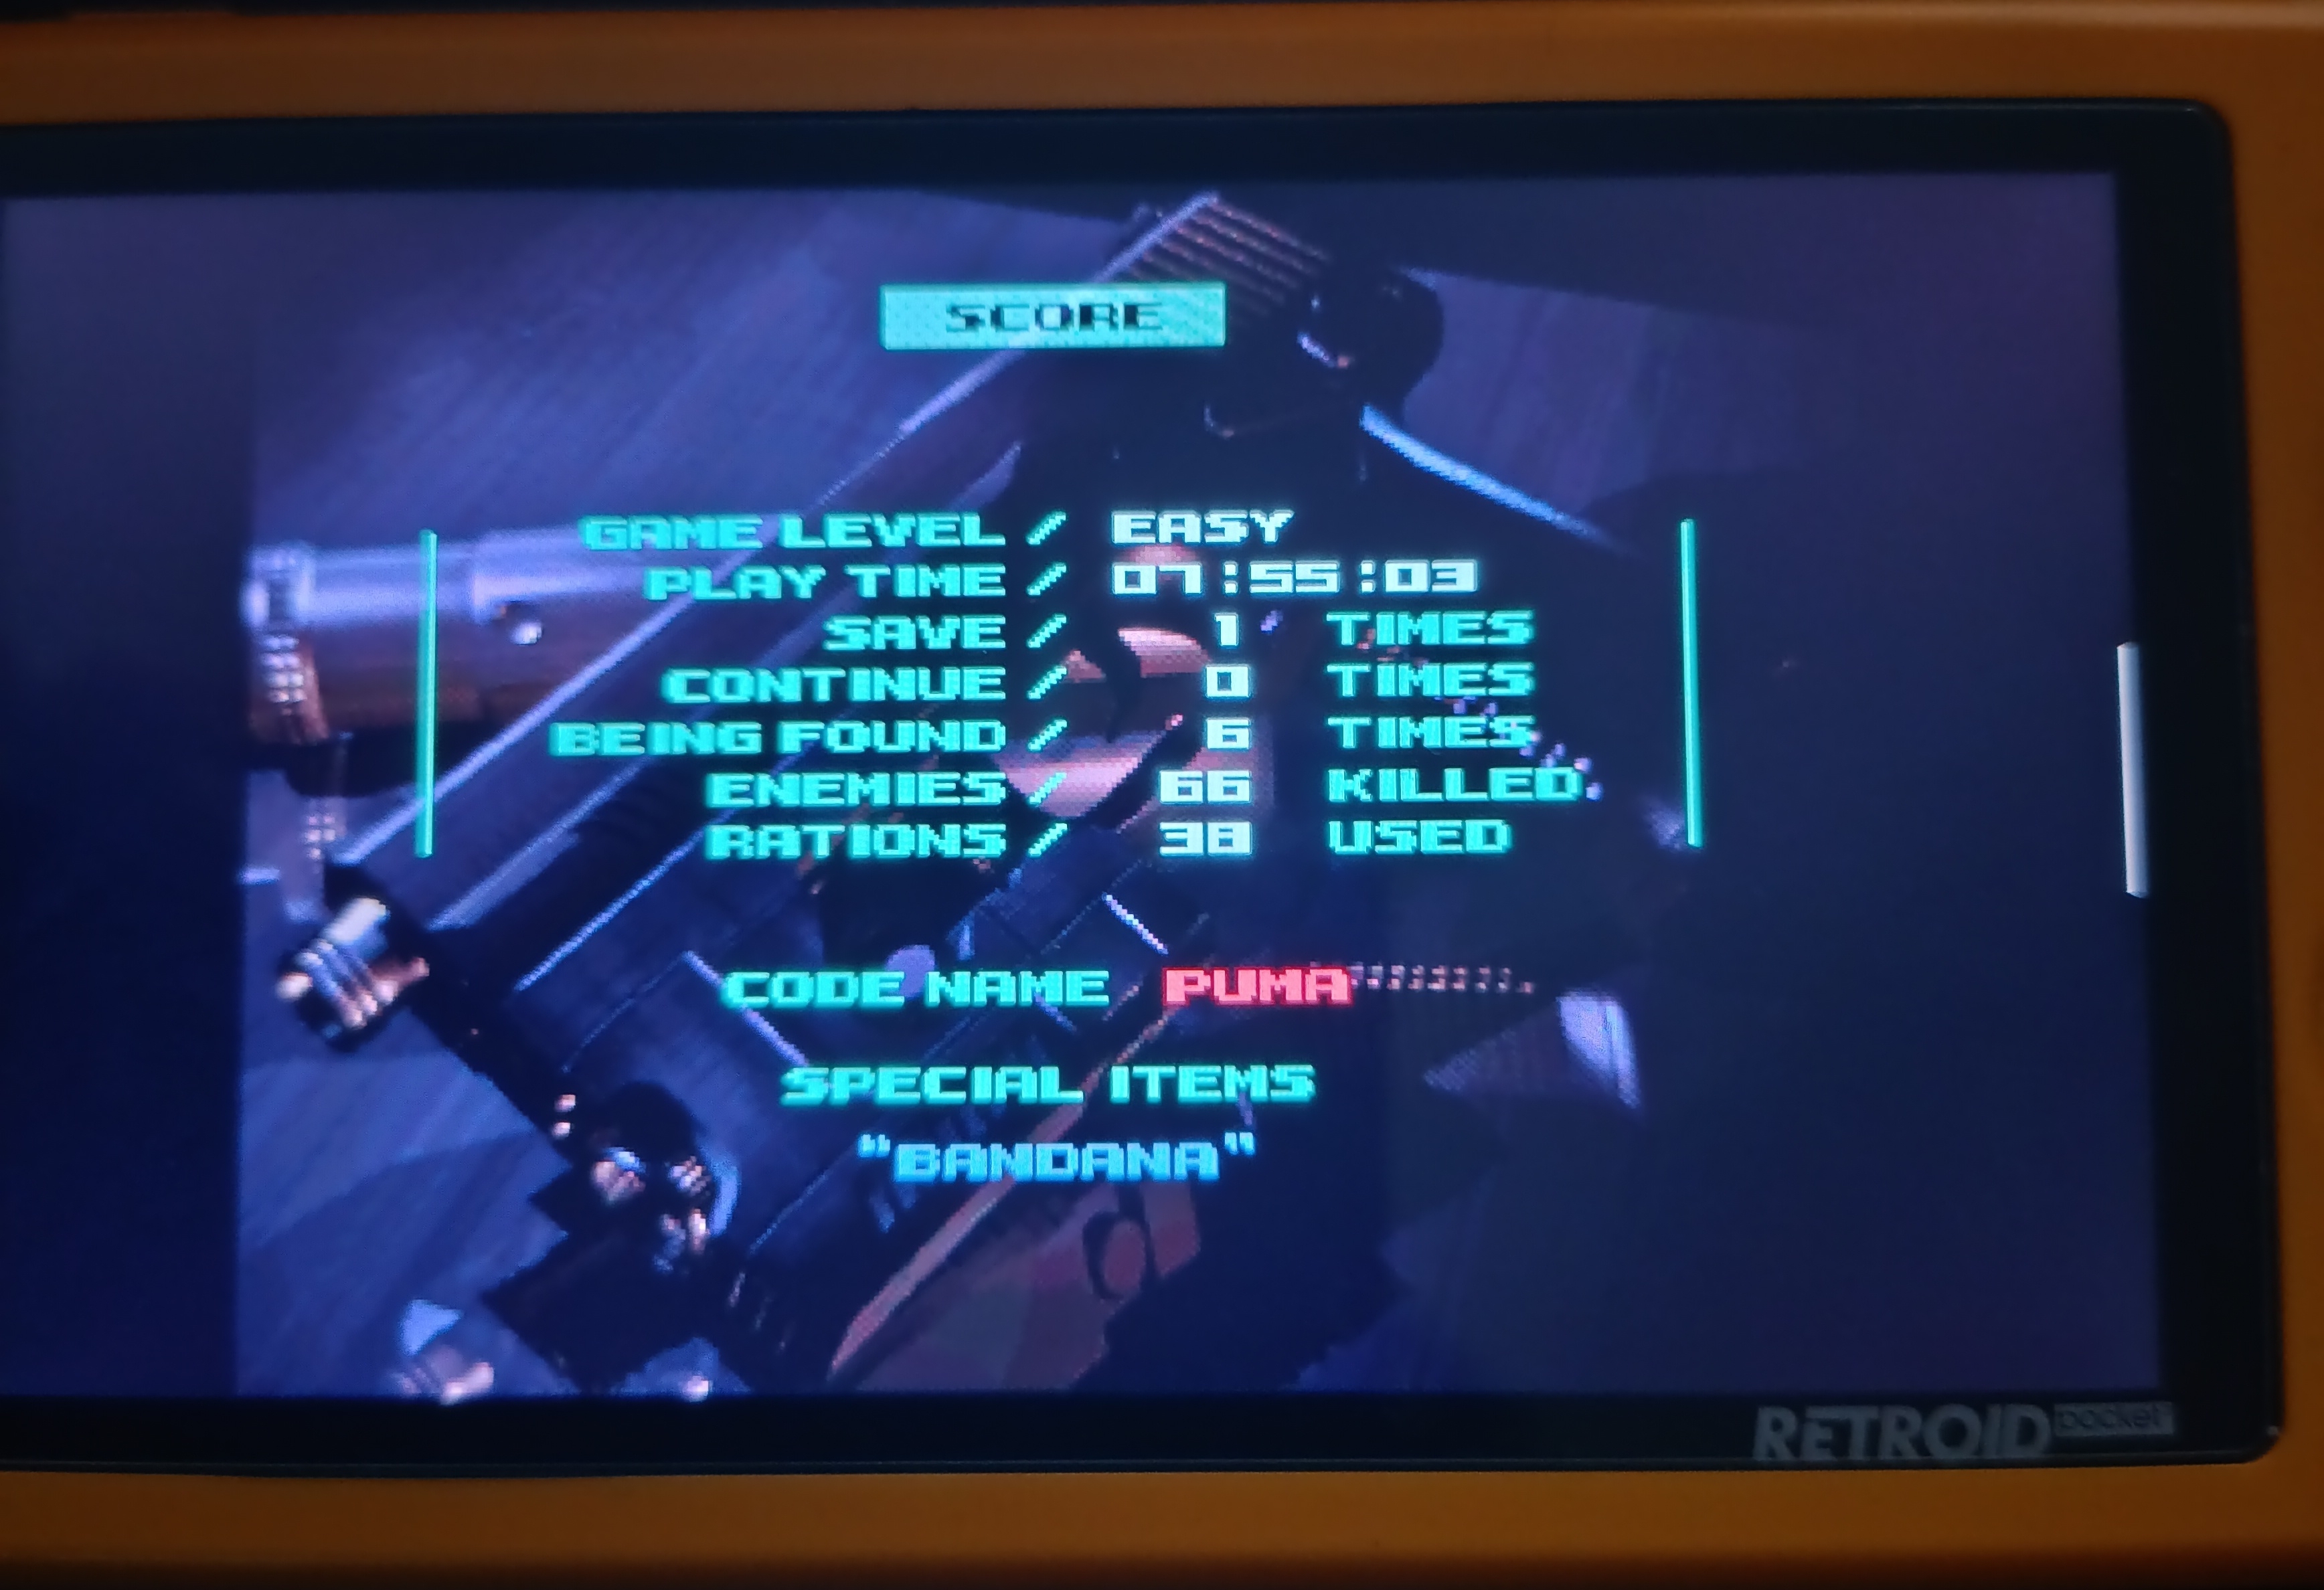 SCORE
GAME LEVEL / EASY
PLAY TIME / 07:55:03
SAVE / 1 TIMES
CONTINUE / 0 TIMES
BEING FOUND / 6 TIMES
ENEMIES / 66 KILLED
RATIONS / 38 USED
CODE NAME PUMA
SPECIAL ITEMS
"BANDANA"
RETROID pocket